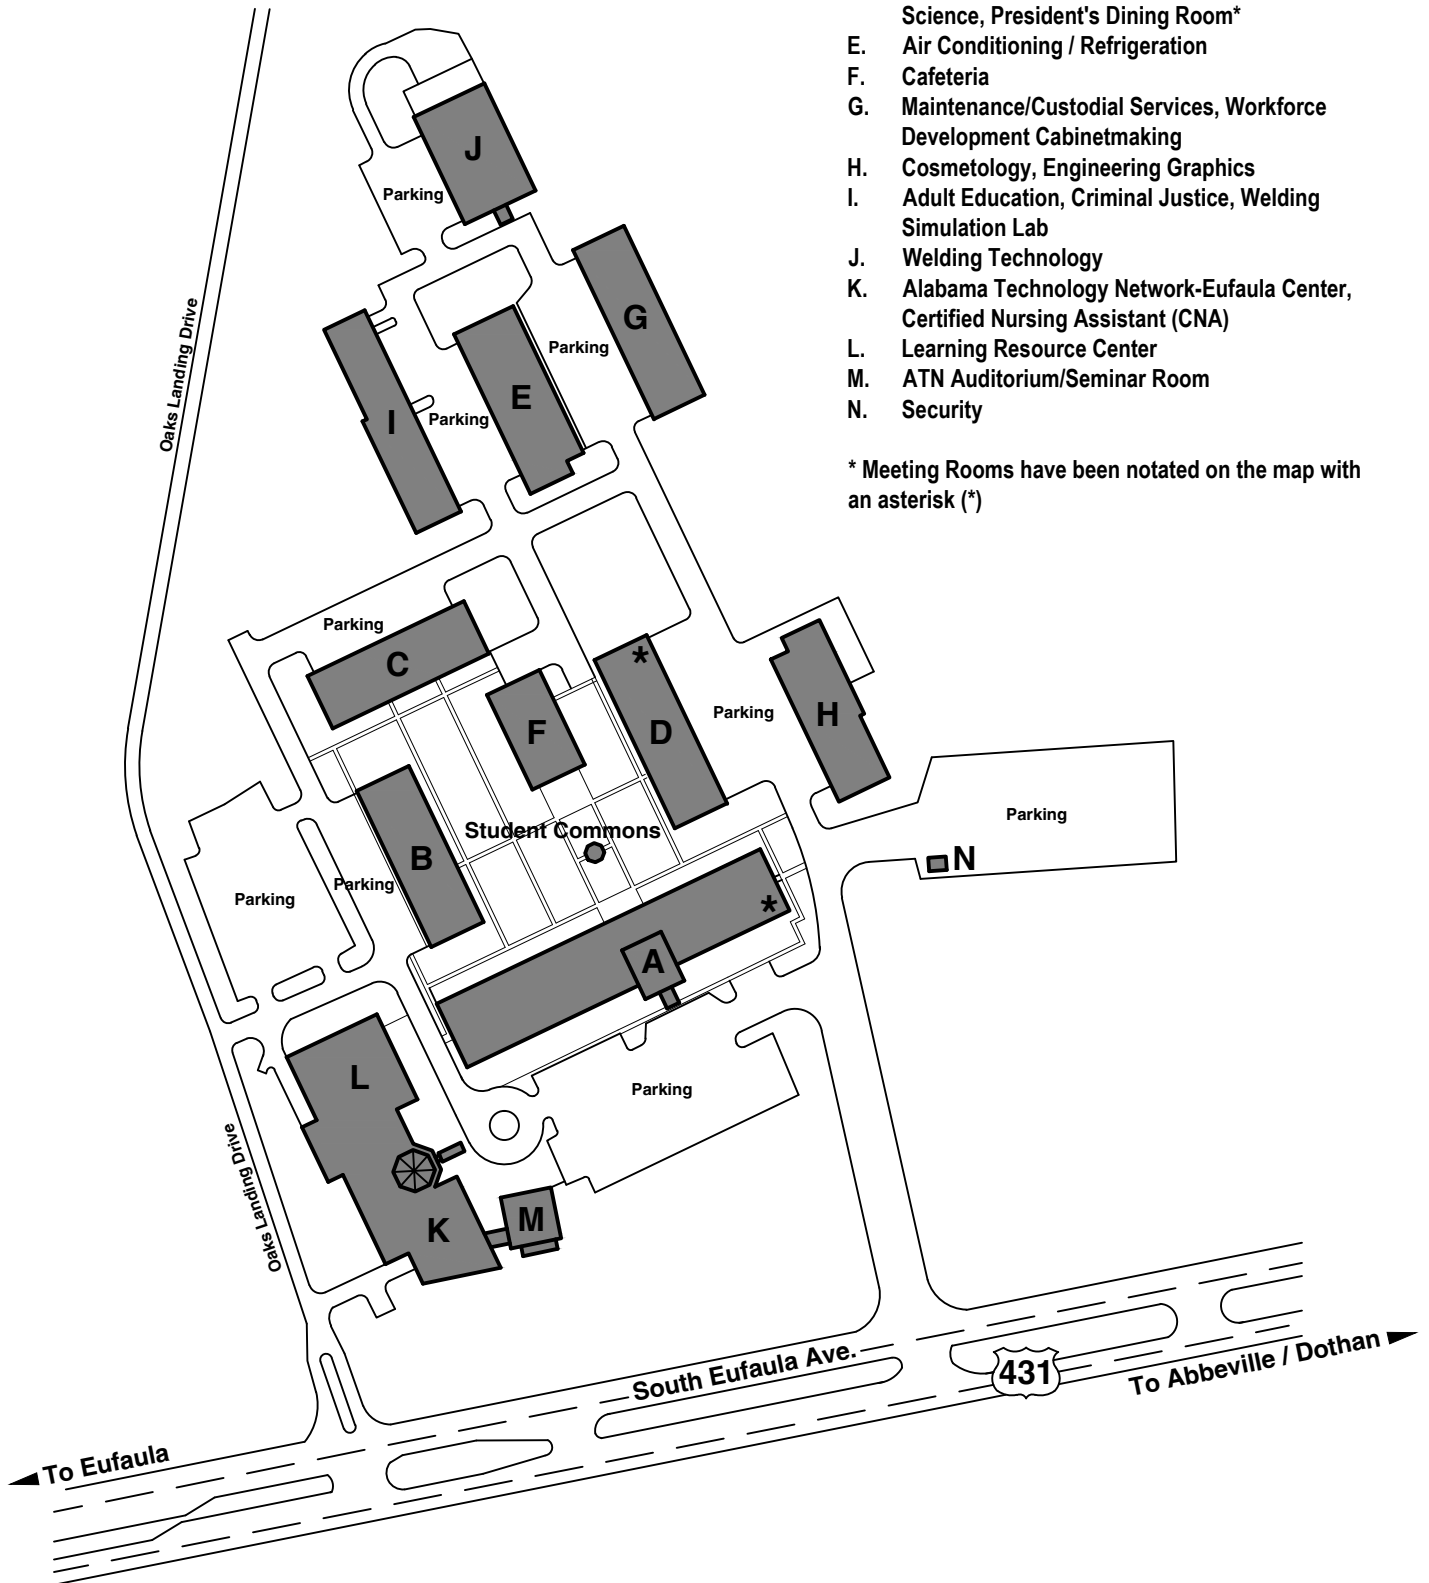 Science, President's Dining Room*
E. Air Conditioning / Refrigeration
F. Cafeteria
G. Maintenance/Custodial Services, Workforce
Development Cabinetmaking
H. Cosmetology, Engineering Graphics
I. Adult Education, Criminal Justice, Welding
Simulation Lab
J. Welding Technology
K. Alabama Technology Network-Eufaula Center,
Certified Nursing Assistant (CNA)
L. Learning Resource Center
M. ATN Auditorium/Seminar Room
N. Security
* Meeting Rooms have been notated on the map with
an asterisk (*)
J
Parking
G
Oaks Landing Drive
Parking
E
I
Parking
Parking
C
*
F
D
Parking
H
Parking
Student Commons
B
N
Parking
Parking
*
A
L
Parking
Oaks Landing Drive
K
M
South Eufaula Ave.
431
To Abbeville / Dothan
To Eufaula